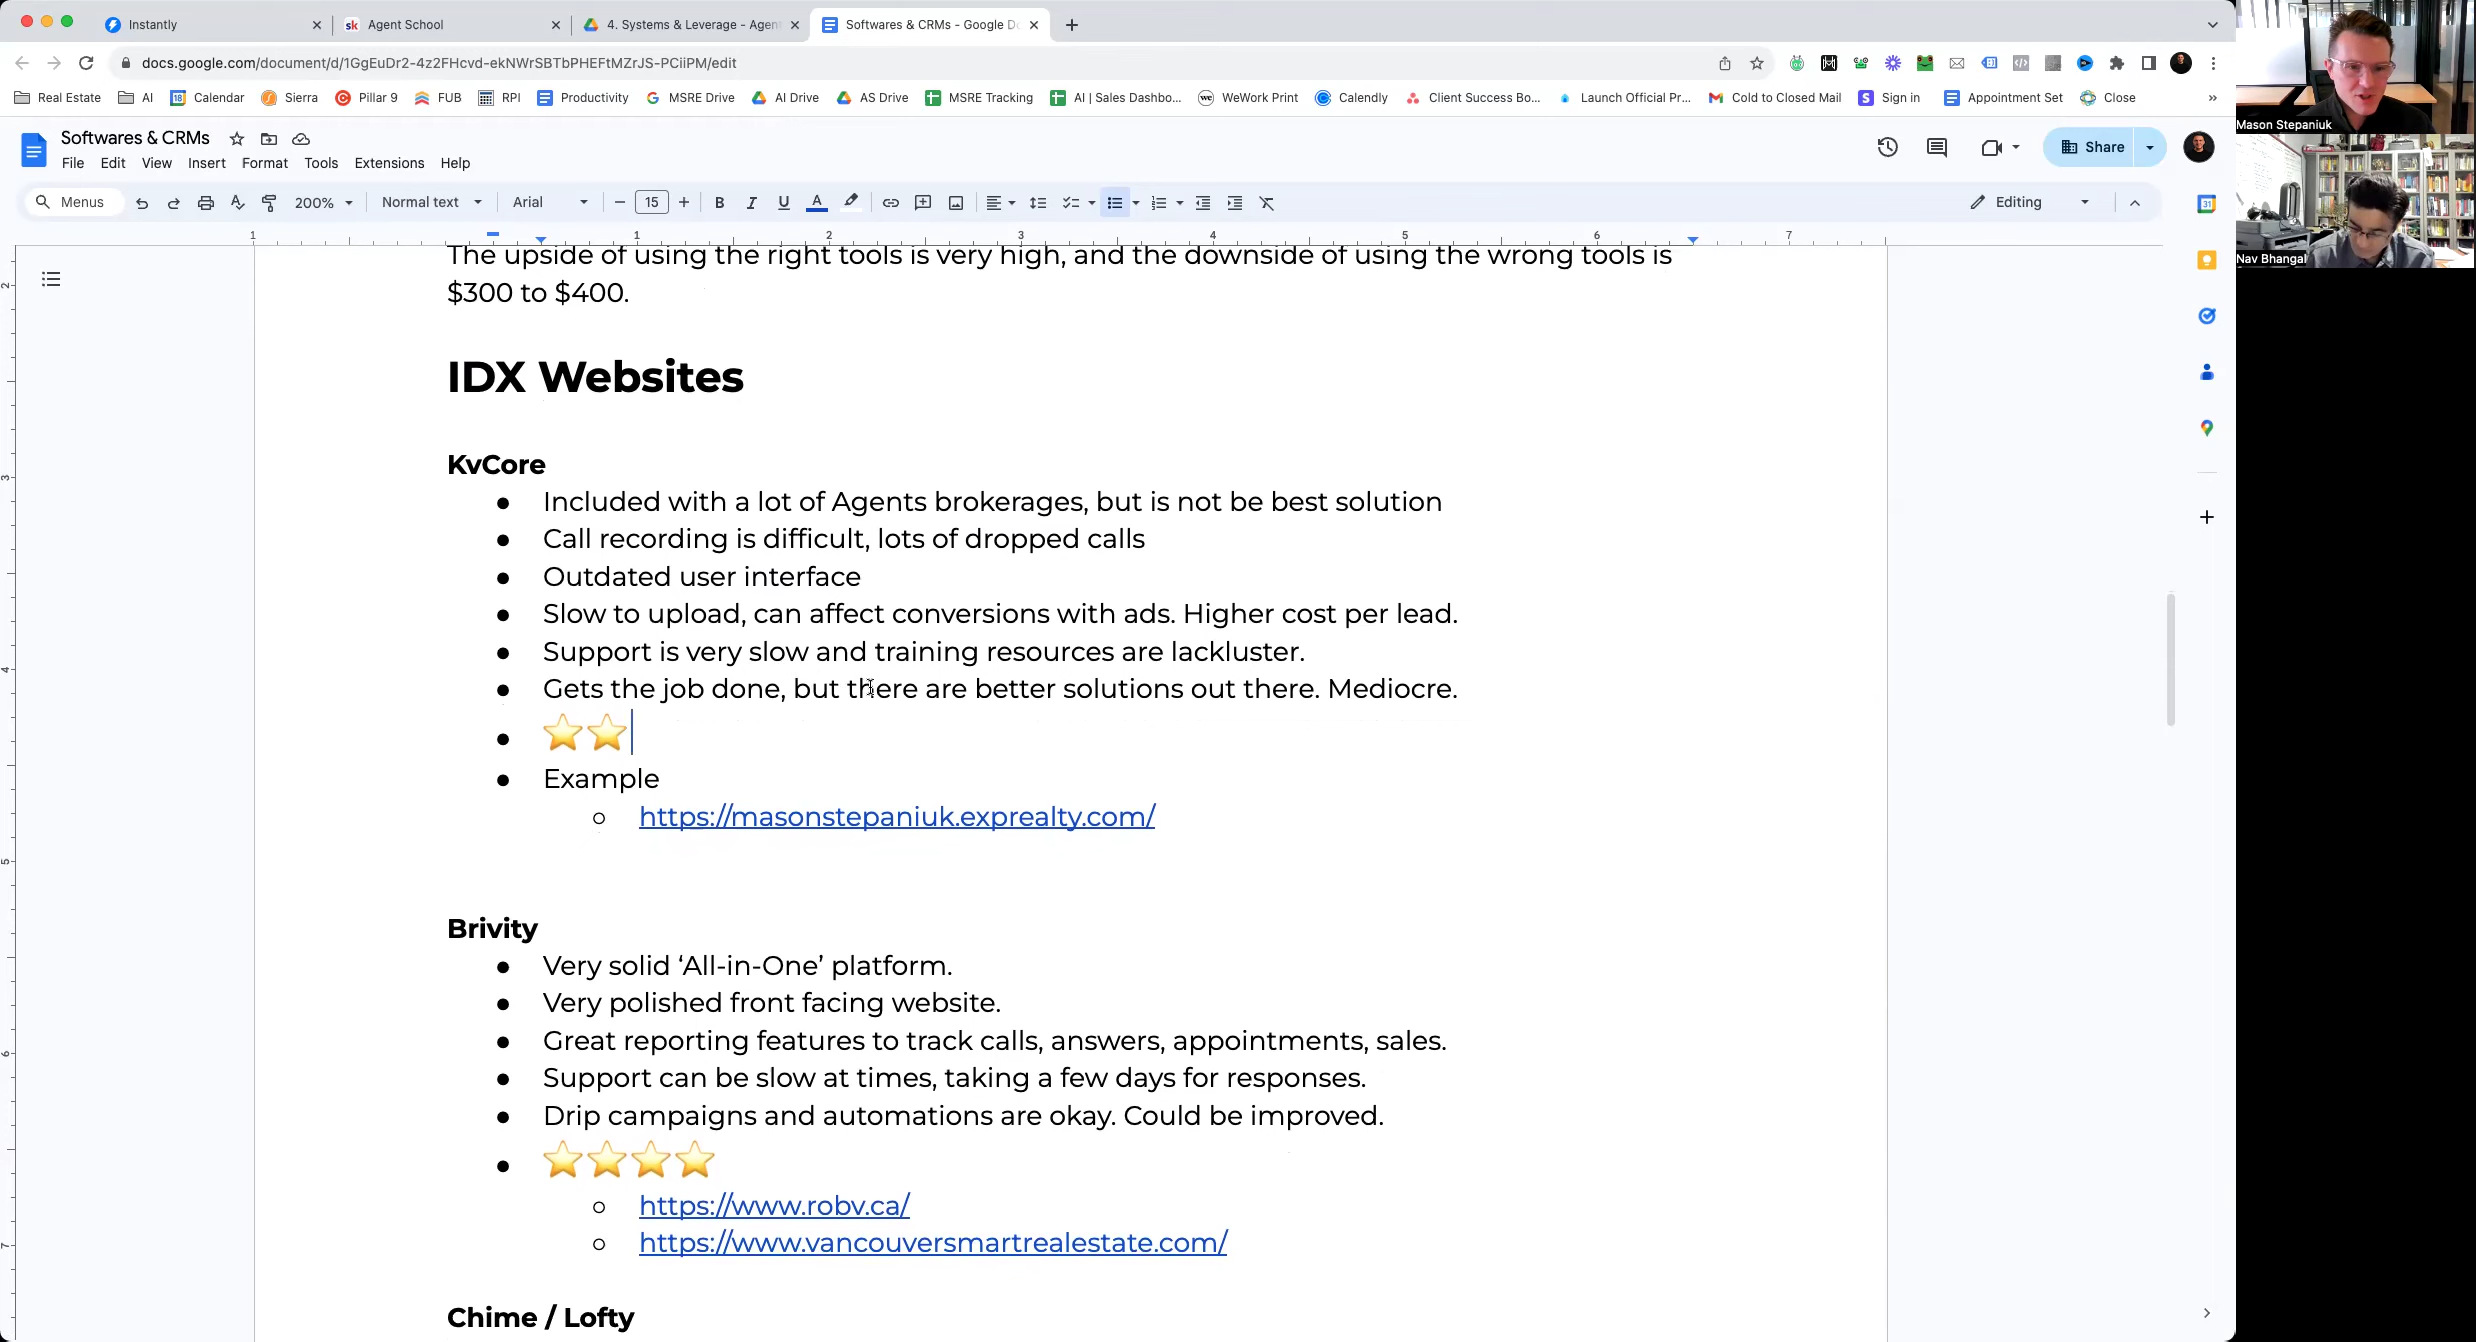 Instantly
Agent School
4. Systems & Leverage - Agen
Softwares & CRMs - Google Do
docs.google.com/document/d/1GgEuDr2-4z2FHcvd-ekNWrSBTbPHEFtMZrJS-PCiiPM/edit
Real Estate
AI
Calendar
Sierra
Pillar 9
FUB
RPI
Productivity
MSRE Drive
AI Drive
AS Drive
MSRE Tracking
AI | Sales Dashbo...
WeWork Print
Calendly
Client Success Bo...
Launch Official Pr...
Cold to Closed Mail
Sign in
Appointment Set
Close
Softwares & CRMs
File Edit View Insert Format Tools Extensions Help
Share
Menus
200%
Normal text
Arial
15
Editing
1 1 2 3 4 5 6 7
The upside of using the right tools is very high, and the downside of using the wrong tools is
$300 to $400.
IDX Websites
KvCore
● Included with a lot of Agents brokerages, but is not be best solution
● Call recording is difficult, lots of dropped calls
● Outdated user interface
● Slow to upload, can affect conversions with ads. Higher cost per lead.
● Support is very slow and training resources are lackluster.
● Gets the job done, but there are better solutions out there. Mediocre.
● ⭐⭐
● Example
○ https://masonstepaniuk.exprealty.com/
Brivity
● Very solid ‘All-in-One’ platform.
● Very polished front facing website.
● Great reporting features to track calls, answers, appointments, sales.
● Support can be slow at times, taking a few days for responses.
● Drip campaigns and automations are okay. Could be improved.
● ⭐⭐⭐⭐
○ https://www.robv.ca/
○ https://www.vancouversmartrealestate.com/
Chime / Lofty
Mason Stepaniuk
Nav Bhangal